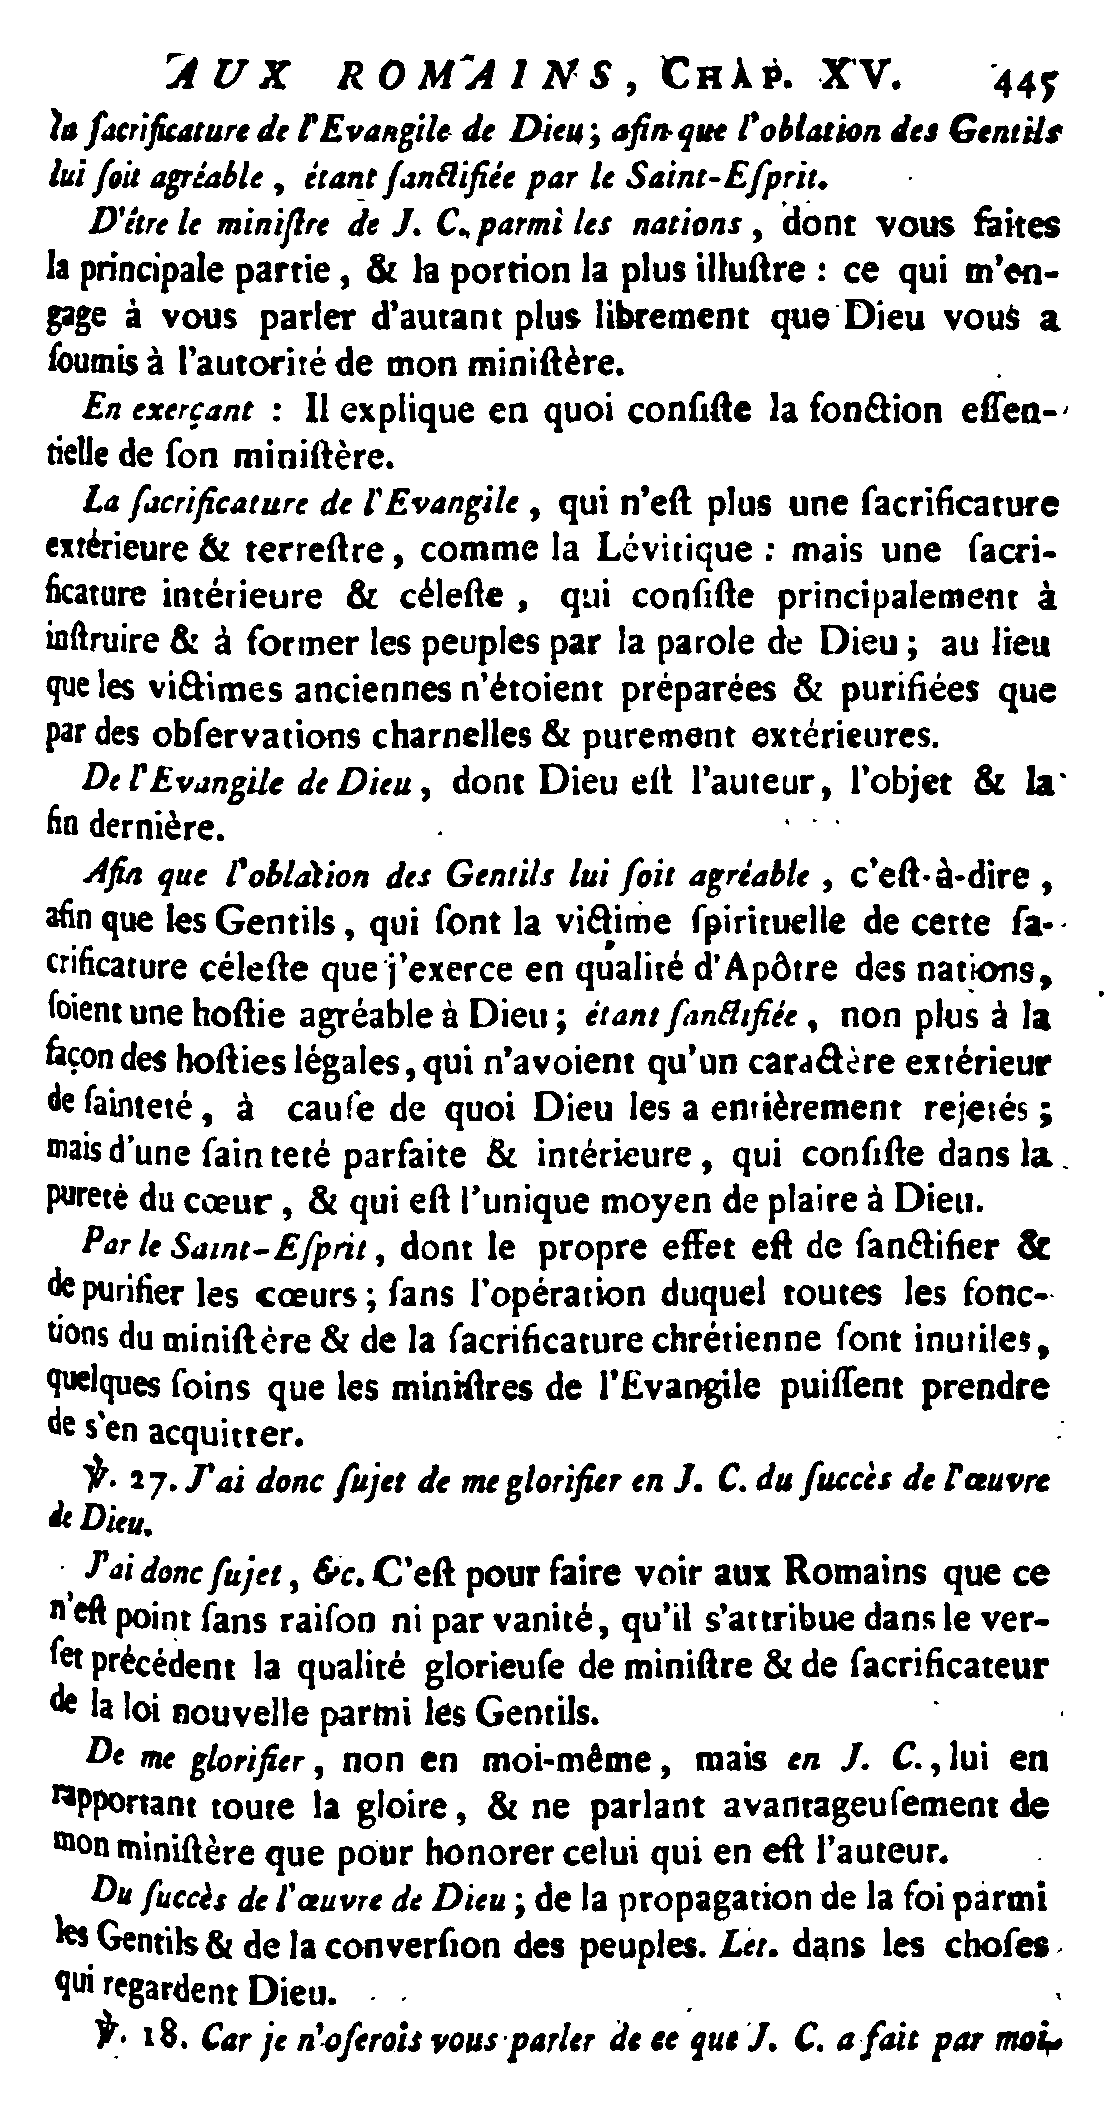 AUX ROMAINS, CHAP. XV. 445
la ſacrificature de l'Evangile de Dieu; afin que l'oblation des Gentils
lui ſoit agréable, étant ſanctifiée par le Saint-Eſprit.
D'être le miniſtre de J. C. parmi les nations, dont vous faites
la principale partie, & la portion la plus illuſtre : ce qui m'en-
gage à vous parler d'autant plus librement que Dieu vous a
ſoumis à l'autorité de mon miniſtère.
En exerçant : Il explique en quoi conſiſte la fonction eſſen-
tielle de ſon miniſtère.
La ſacrificature de l'Evangile, qui n'eſt plus une ſacrificature
extérieure & terreſtre, comme la Lévitique : mais une ſacri-
ficature intérieure & céleſte, qui conſiſte principalement à
inſtruire & à former les peuples par la parole de Dieu; au lieu
que les victimes anciennes n'étoient préparées & purifiées que
par des obſervations charnelles & purement extérieures.
De l'Evangile de Dieu, dont Dieu eſt l'auteur, l'objet & la
fin dernière.
Afin que l'oblation des Gentils lui ſoit agréable, c'eſt-à-dire,
afin que les Gentils, qui ſont la victime ſpirituelle de cette ſa-
crificature céleſte que j'exerce en qualité d'Apôtre des nations,
ſoient une hoſtie agréable à Dieu; étant ſanctifiée, non plus à la
façon des hoſties légales, qui n'avoient qu'un caractère extérieur
de ſainteté, à cauſe de quoi Dieu les a entièrement rejetés;
mais d'une ſainteté parfaite & intérieure, qui conſiſte dans la
pureté du cœur, & qui eſt l'unique moyen de plaire à Dieu.
Par le Saint-Eſprit, dont le propre effet eſt de ſanctifier &
de purifier les cœurs; ſans l'opération duquel toutes les fonc-
tions du miniſtère & de la ſacrificature chrétienne ſont inutiles,
quelques ſoins que les miniſtres de l'Evangile puiſſent prendre
de s'en acquitter.
℣. 27. J'ai donc ſujet de me glorifier en J. C. du ſuccès de l'œuvre
de Dieu.
J'ai donc ſujet, &c. C'eſt pour faire voir aux Romains que ce
n'eſt point ſans raiſon ni par vanité, qu'il s'attribue dans le ver-
ſet précédent la qualité glorieuſe de miniſtre & de ſacrificateur
de la loi nouvelle parmi les Gentils.
De me glorifier, non en moi-même, mais en J. C., lui en
rapportant toute la gloire, & ne parlant avantageuſement de
mon miniſtère que pour honorer celui qui en eſt l'auteur.
Du ſuccès de l'œuvre de Dieu; de la propagation de la foi parmi
les Gentils & de la converſion des peuples. Let. dans les choſes
qui regardent Dieu.
℣. 18. Car je n'oſerois vous parler de ce que J. C. a fait par moi,